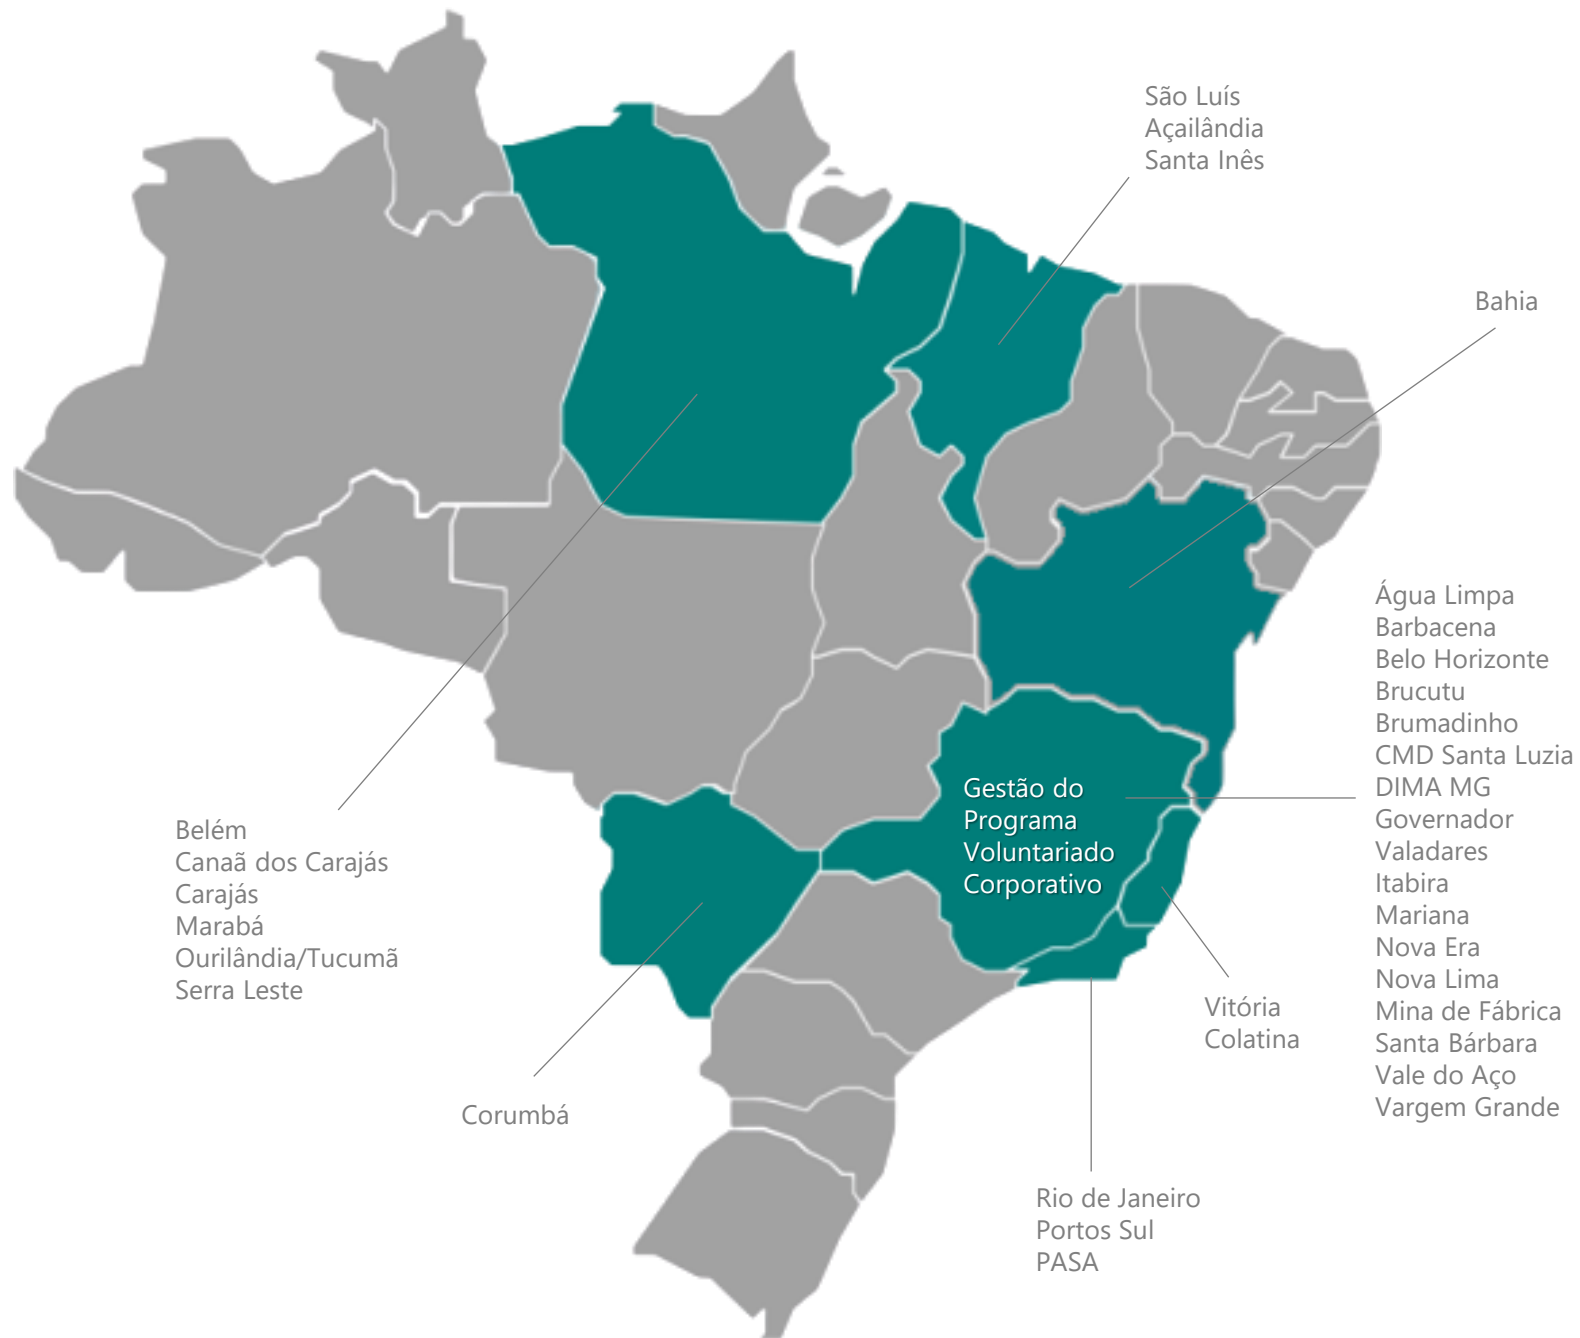 São Luís
Açailândia
Santa Inês
Bahia
Água Limpa
Barbacena
Belo Horizonte
Brucutu
Brumadinho
CMD Santa Luzia
DIMA MG
Governador
Valadares
Itabira
Mariana
Nova Era
Nova Lima
Mina de Fábrica
Santa Bárbara
Vale do Aço
Vargem Grande
Gestão do
Programa
Voluntariado
Corporativo
Belém
Canaã dos Carajás
Carajás
Marabá
Ourilândia/Tucumã
Serra Leste
Vitória
Colatina
Corumbá
Rio de Janeiro
Portos Sul
PASA